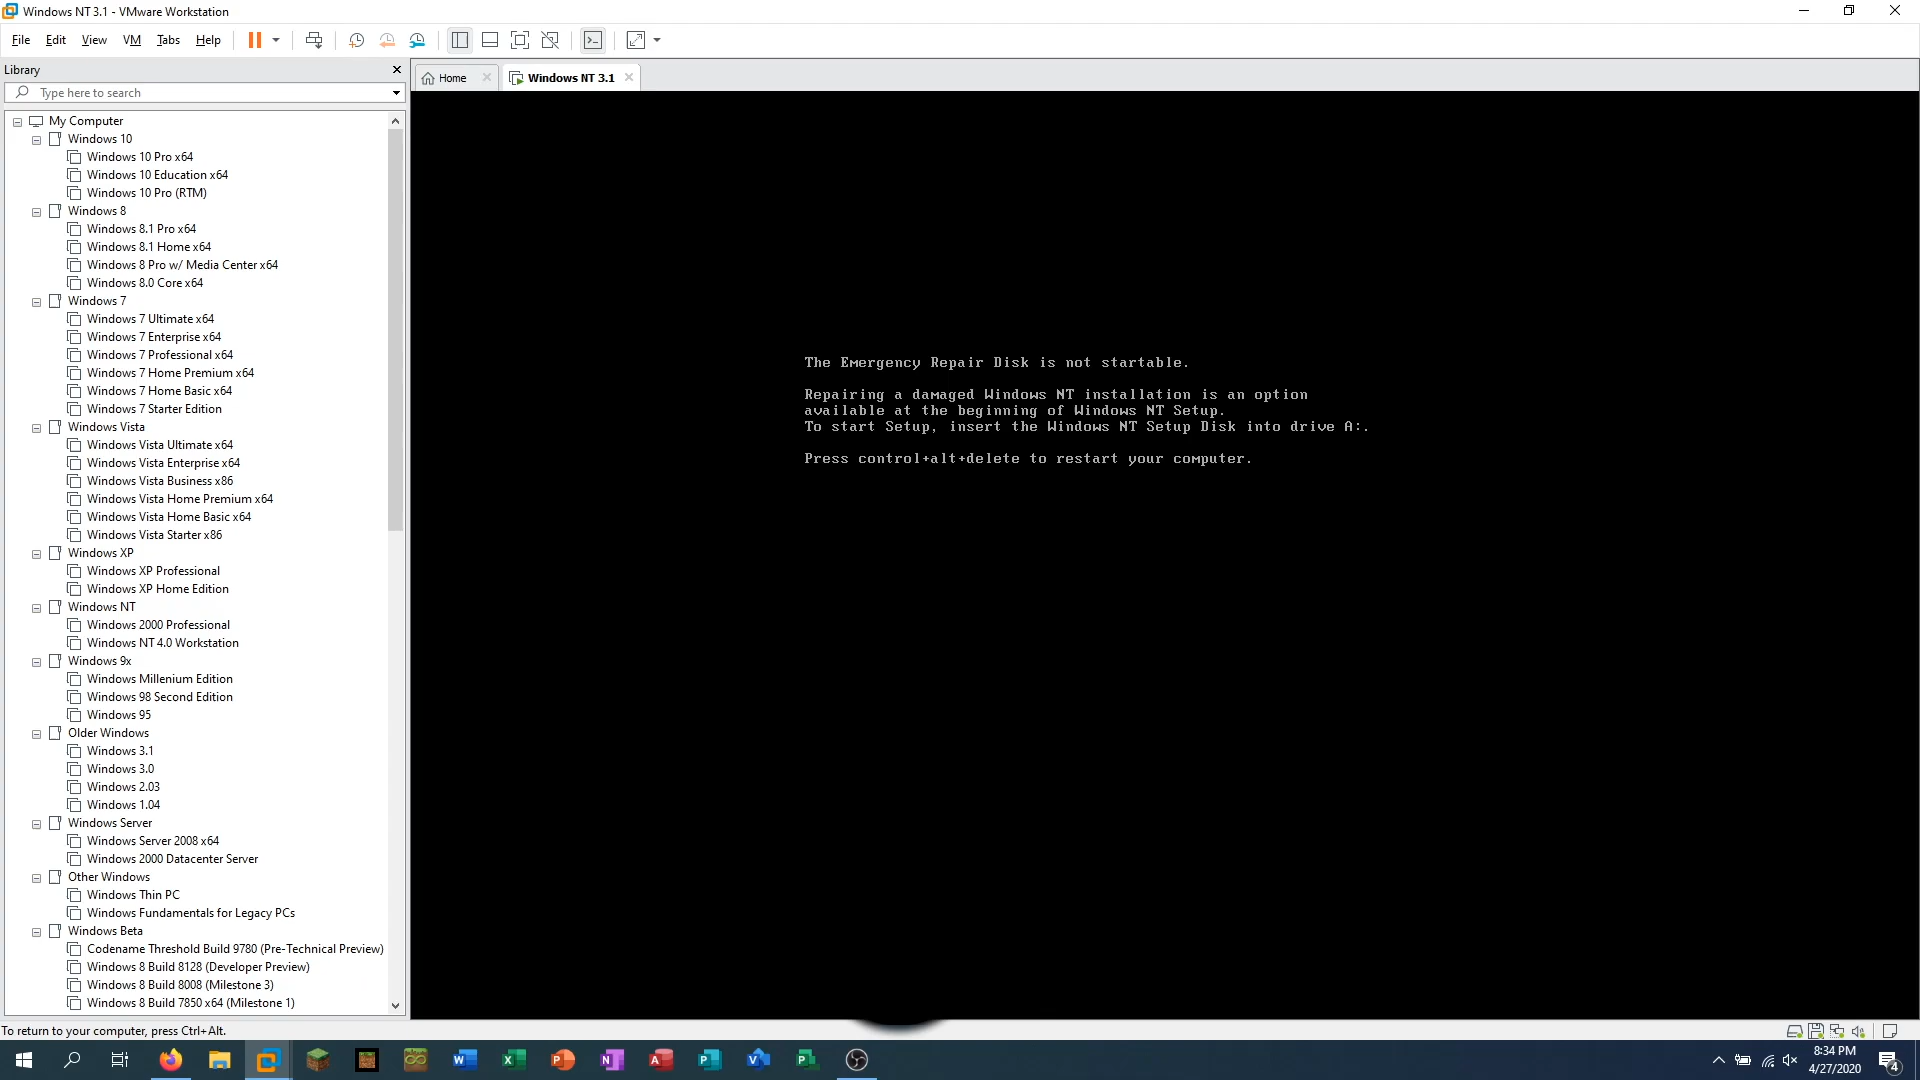 Windows NT 3.1 - VMware Workstation
File Edit View VM Tabs Help
Library
Home
Windows NT 3.1
Type here to search
My Computer
Windows 10
Windows 10 Pro x64
Windows 10 Education x64
Windows 10 Pro (RTM)
Windows 8
Windows 8.1 Pro x64
Windows 8.1 Home x64
Windows 8 Pro w/ Media Center x64
Windows 8.0 Core x64
Windows 7
Windows 7 Ultimate x64
Windows 7 Enterprise x64
Windows 7 Professional x64
Windows 7 Home Premium x64
Windows 7 Home Basic x64
Windows 7 Starter Edition
Windows Vista
Windows Vista Ultimate x64
Windows Vista Enterprise x64
Windows Vista Business x86
Windows Vista Home Premium x64
Windows Vista Home Basic x64
Windows Vista Starter x86
Windows XP
Windows XP Professional
Windows XP Home Edition
Windows NT
Windows 2000 Professional
Windows NT 4.0 Workstation
Windows 9x
Windows Millenium Edition
Windows 98 Second Edition
Windows 95
Older Windows
Windows 3.1
Windows 3.0
Windows 2.03
Windows 1.04
Windows Server
Windows Server 2008 x64
Windows 2000 Datacenter Server
Other Windows
Windows Thin PC
Windows Fundamentals for Legacy PCs
Windows Beta
Codename Threshold Build 9780 (Pre-Technical Preview)
Windows 8 Build 8128 (Developer Preview)
Windows 8 Build 8008 (Milestone 3)
Windows 8 Build 7850 x64 (Milestone 1)
The Emergency Repair Disk is not startable.
Repairing a damaged Windows NT installation is an option
available at the beginning of Windows NT Setup.
To start Setup, insert the Windows NT Setup Disk into drive A:.
Press control+alt+delete to restart your computer.
To return to your computer, press Ctrl+Alt.
8:34 PM
4/27/2020
4